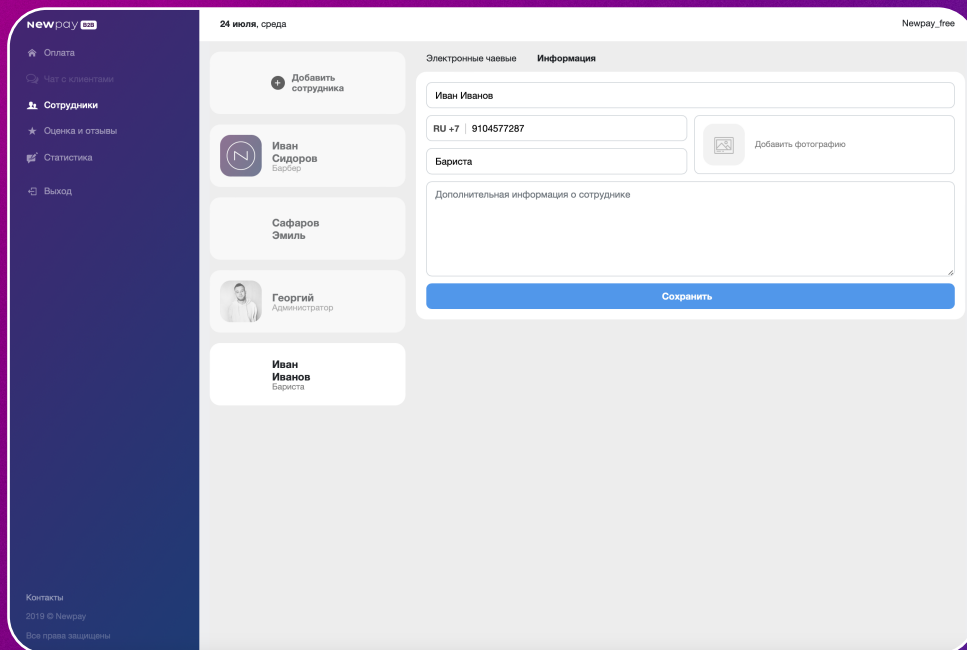 Newpay B2B
Оплата
Чат с клиентами
Сотрудники
Оценка и отзывы
Статистика
Выход
Контакты
2019 © Newpay
Все права защищены
24 июля, среда
Newpay_free
Добавить
сотрудника
Иван
Сидоров
Барбер
Сафаров
Эмиль
Георгий
Администратор
Иван
Иванов
Бариста
Электронные чаевые
Информация
Иван Иванов
RU +7 9104577287
Бариста
Добавить фотографию
Дополнительная информация о сотруднике
Сохранить